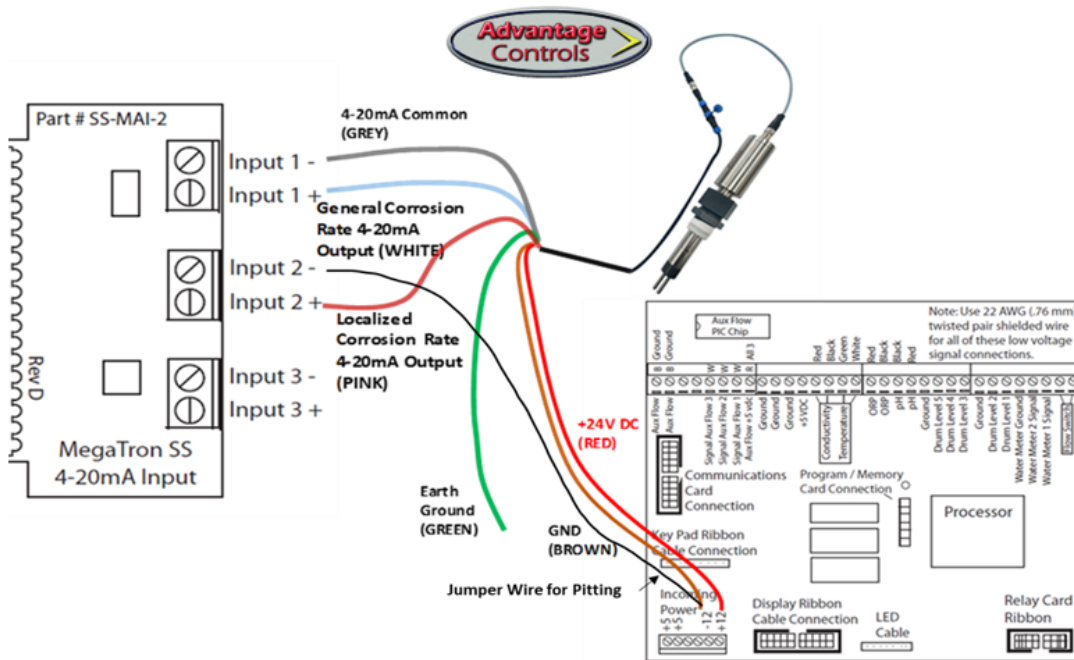 Advantage
Controls
Part # SS-MAI-2
Input 1 -
Input 1 +
Input 2 -
Input 2 +
Input 3 -
Input 3 +
Rev D
MegaTron SS
4-20mA Input
4-20mA Common
(GREY)
General Corrosion
Rate 4-20mA
Output (WHITE)
Localized
Corrosion Rate
4-20mA Output
(PINK)
+24V DC
(RED)
Earth
Ground
(GREEN)
GND
(BROWN)
Jumper Wire for Pitting
Aux Flow
PIC Chip
Note: Use 22 AWG (.76 mm)
twisted pair shielded wire
for all of these low voltage
signal connections.
Ground
Ground
All 3
Red
Black
Green
White
Red
Black
Black
Red
B
B
W
W
W
R
Aux Flow
Aux Flow
Signal Aux Flow 3
Signal Aux Flow 2
Signal Aux Flow 1
Aux Flow +5 vdc
Ground
Ground
Ground
+5 VDC
Conductivity
Temperature
ORP
ORP
pH
pH
Ground
Drum Level 5
Drum Level 4
Drum Level 3
Ground
Drum Level 2
Drum Level 1
Water Meter Ground
Water Meter 2 Signal
Water Meter 1 Signal
Flow Switch
Communications
Card
Connection
Program / Memory
Card Connection
Processor
Key Pad Ribbon
Cable Connection
Incoming
Power
+5
+5
-12
+12
Display Ribbon
Cable Connection
LED
Cable
Relay Card
Ribbon